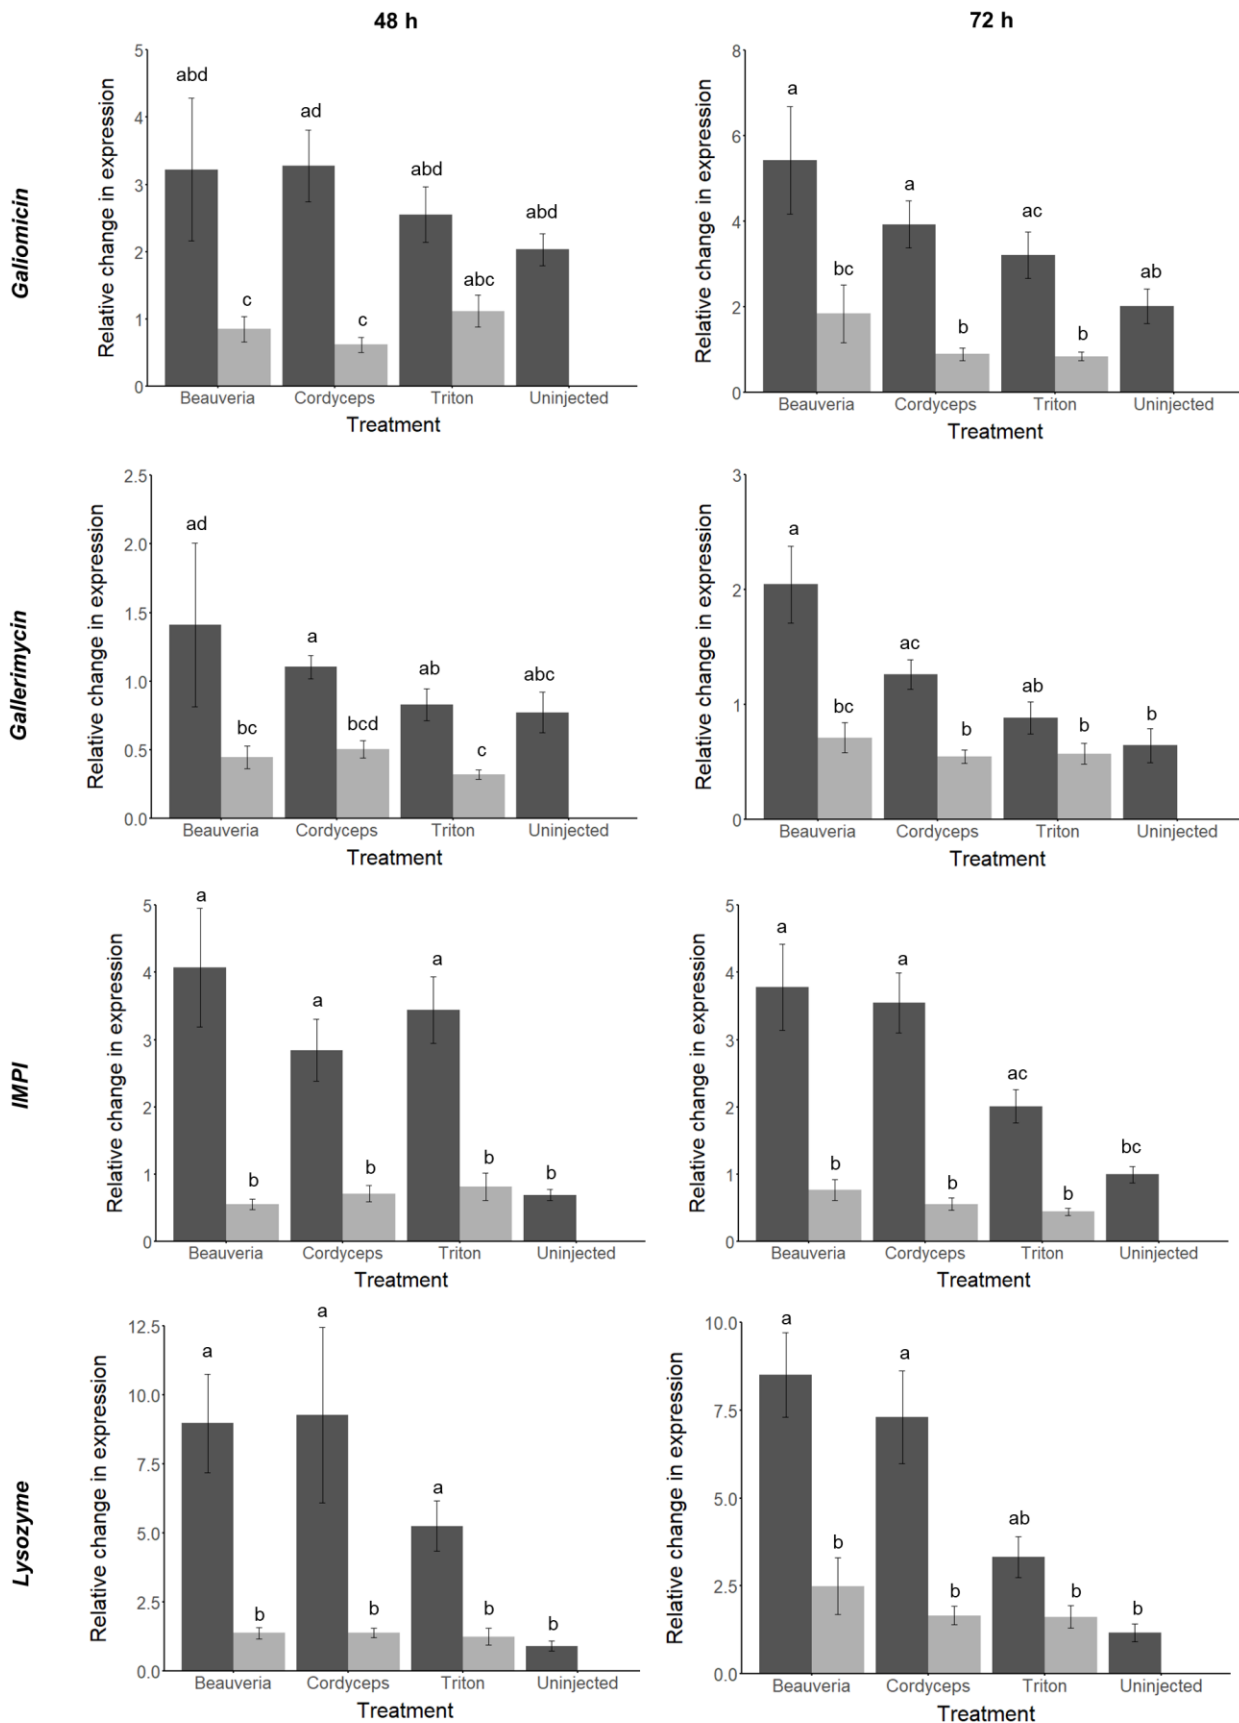 48 h
72 h
Galiomicin
Relative change in expression
5
4
3
2
1
0
abd
c
ad
c
abd
abc
abd
Beauveria
Cordyceps
Triton
Uninjected
Treatment
Relative change in expression
8
6
4
2
0
a
bc
a
b
ac
b
ab
Beauveria
Cordyceps
Triton
Uninjected
Treatment
Gallerimycin
Relative change in expression
2.5
2.0
1.5
1.0
0.5
0.0
ad
bc
a
bcd
ab
c
abc
Beauveria
Cordyceps
Triton
Uninjected
Treatment
Relative change in expression
3
2
1
0
a
bc
ac
b
ab
b
b
Beauveria
Cordyceps
Triton
Uninjected
Treatment
IMPI
Relative change in expression
5
4
3
2
1
0
a
b
a
b
a
b
b
Beauveria
Cordyceps
Triton
Uninjected
Treatment
Relative change in expression
5
4
3
2
1
0
a
b
a
b
ac
b
bc
Beauveria
Cordyceps
Triton
Uninjected
Treatment
Lysozyme
Relative change in expression
12.5
10.0
7.5
5.0
2.5
0.0
a
b
a
b
a
b
b
Beauveria
Cordyceps
Triton
Uninjected
Treatment
Relative change in expression
10.0
7.5
5.0
2.5
0.0
a
b
a
b
ab
b
b
Beauveria
Cordyceps
Triton
Uninjected
Treatment